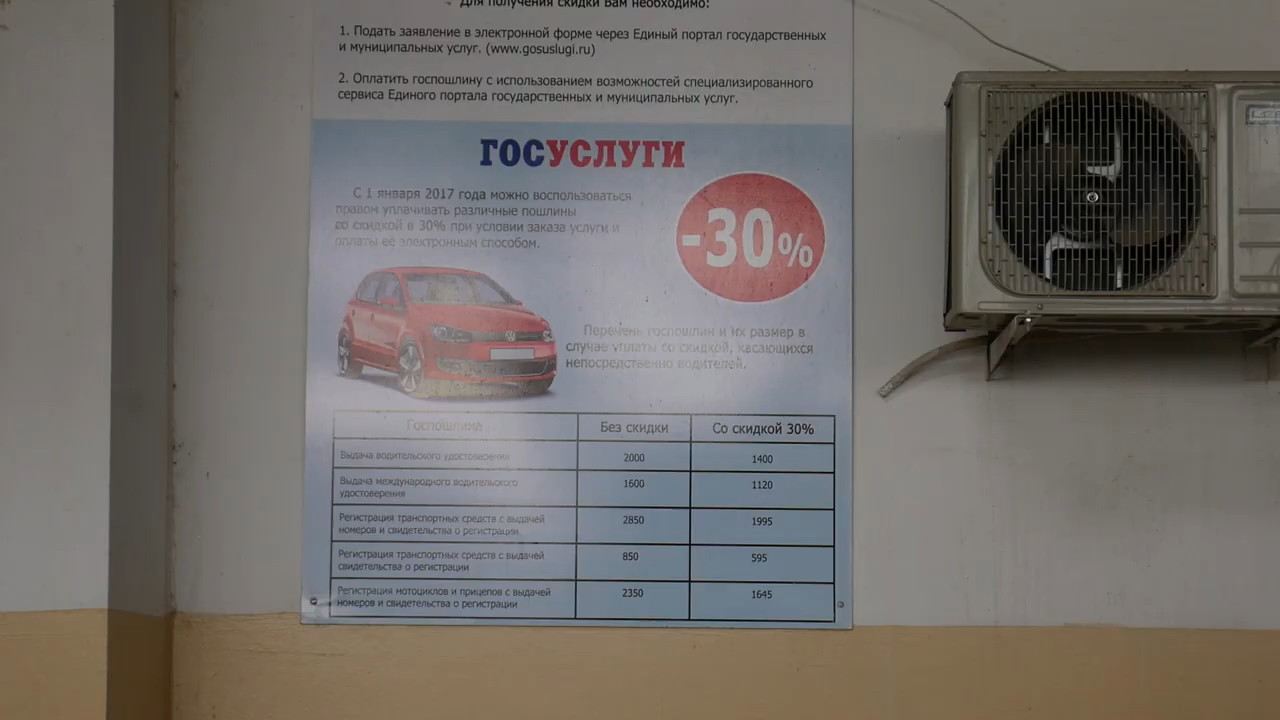 Для получения скидки Вам необходимо:
1. Подать заявление в электронной форме через Единый портал государственных
и муниципальных услуг. (www.gosuslugi.ru)
2. Оплатить госпошлину с использованием возможностей специализированного
сервиса Единого портала государственных и муниципальных услуг.
ГОСУСЛУГИ
С 1 января 2017 года можно воспользоваться
правом уплачивать различные пошлины
со скидкой в 30% при условии заказа услуги и
оплаты её электронным способом.
-30%
Перечень госпошлин и их размер в
случае уплаты со скидкой, касающихся
непосредственно водителей.
Госпошлина Без скидки Со скидкой 30%
Выдача водительского удостоверения 2000 1400
Выдача международного водительского
удостоверения 1600 1120
Регистрация транспортных средств с выдачей
номеров и свидетельства о регистрации 2850 1995
Регистрация транспортных средств с выдачей
свидетельства о регистрации 850 595
Регистрация мотоциклов и прицепов с выдачей
номеров и свидетельства о регистрации 2350 1645